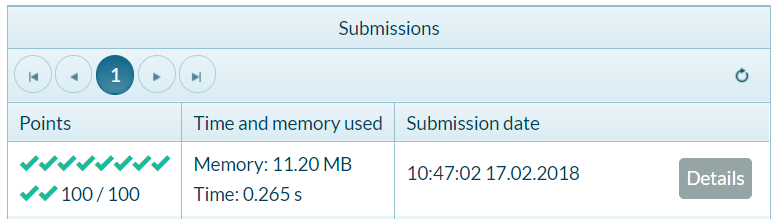 Submissions
1
Points
Time and memory used
Submission date
100 / 100
Memory: 11.20 MB
Time: 0.265 s
10:47:02 17.02.2018
Details